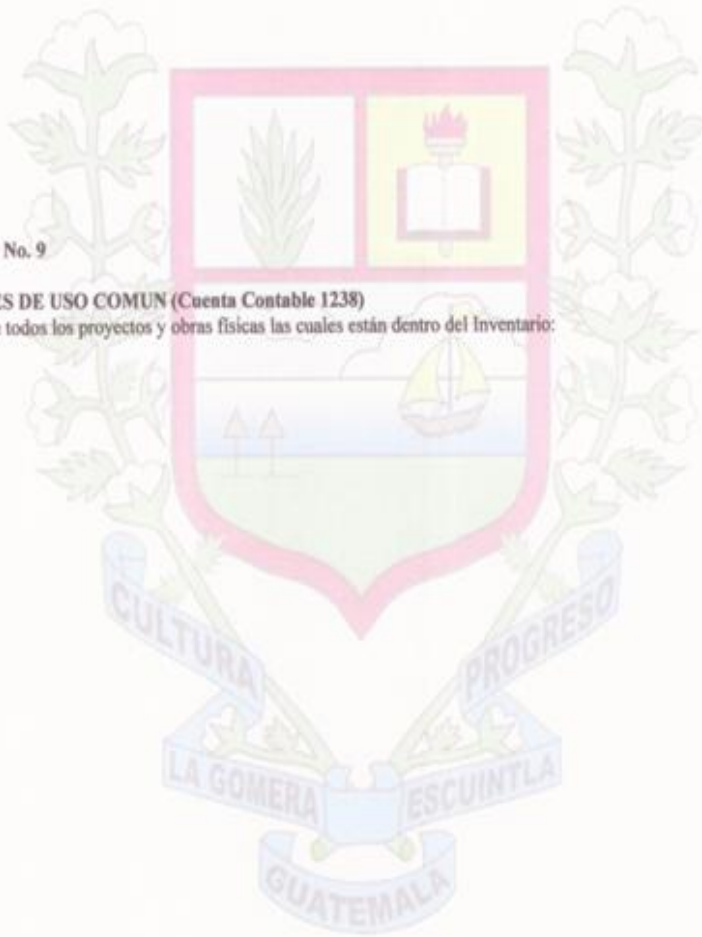 No. 9
ES DE USO COMUN (Cuenta Contable 1238)
e todos los proyectos y obras físicas las cuales están dentro del Inventario:
CULTURA
PROGRESO
LA GOMERA
ESCUINTLA
GUATEMALA